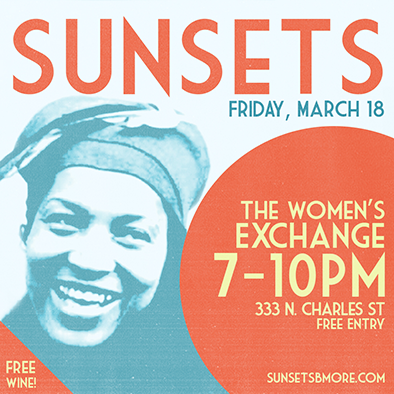 SUNSETS
FRIDAY, MARCH 18
THE WOMEN'S
EXCHANGE
7-10PM
333 N. CHARLES ST
FREE ENTRY
FREE
WINE!
SUNSETSBMORE.COM